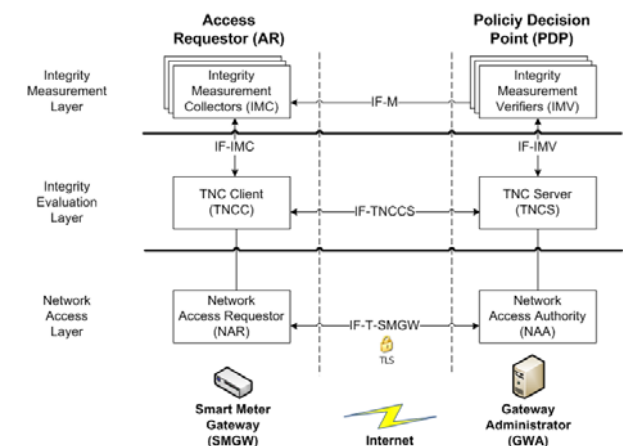 Access
Requestor (AR)
Policiy Decision
Point (PDP)
Integrity
Measurement
Layer
Integrity
Measurement
Collectors (IMC)
IF-M
Integrity
Measurement
Verifiers (IMV)
IF-IMC
IF-IMV
Integrity
Evaluation
Layer
TNC Client
(TNCC)
IF-TNCCS
TNC Server
(TNCS)
Network
Access
Layer
Network
Access Requestor
(NAR)
IF-T-SMGW
TLS
Network
Access Authority
(NAA)
Smart Meter
Gateway
(SMGW)
Internet
Gateway
Administrator
(GWA)